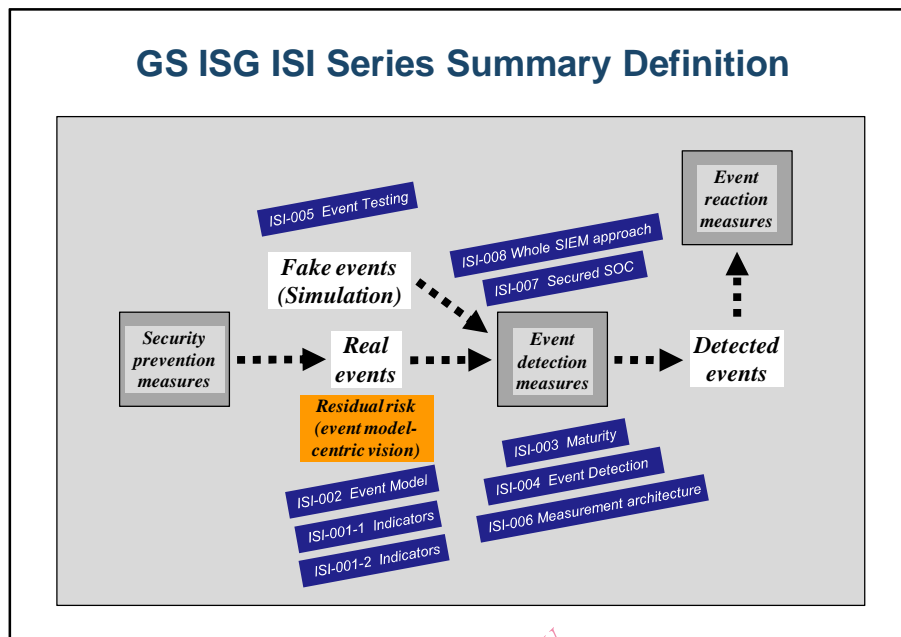 GS ISG ISI Series Summary Definition
Event
reaction
measures
ISI-005 Event Testing
ISI-008 Whole SIEM approach
ISI-007 Secured SOC
Fake events
(Simulation)
Security
prevention
measures
Real
events
Event
detection
measures
Detected
events
Residual risk
(event model-
centric vision)
ISI-003 Maturity
ISI-004 Event Detection
ISI-006 Measurement architecture
ISI-002 Event Model
ISI-001-1 Indicators
ISI-001-2 Indicators